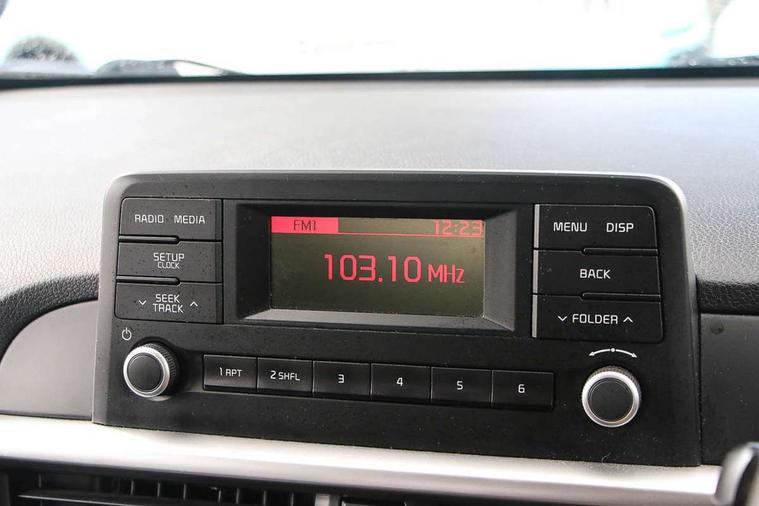 RADIO MEDIA
FM1 12:23
MENU DISP
SETUP
CLOCK
103.10 MHz
BACK
SEEK
TRACK
FOLDER
1 RPT 2 SHFL 3 4 5 6